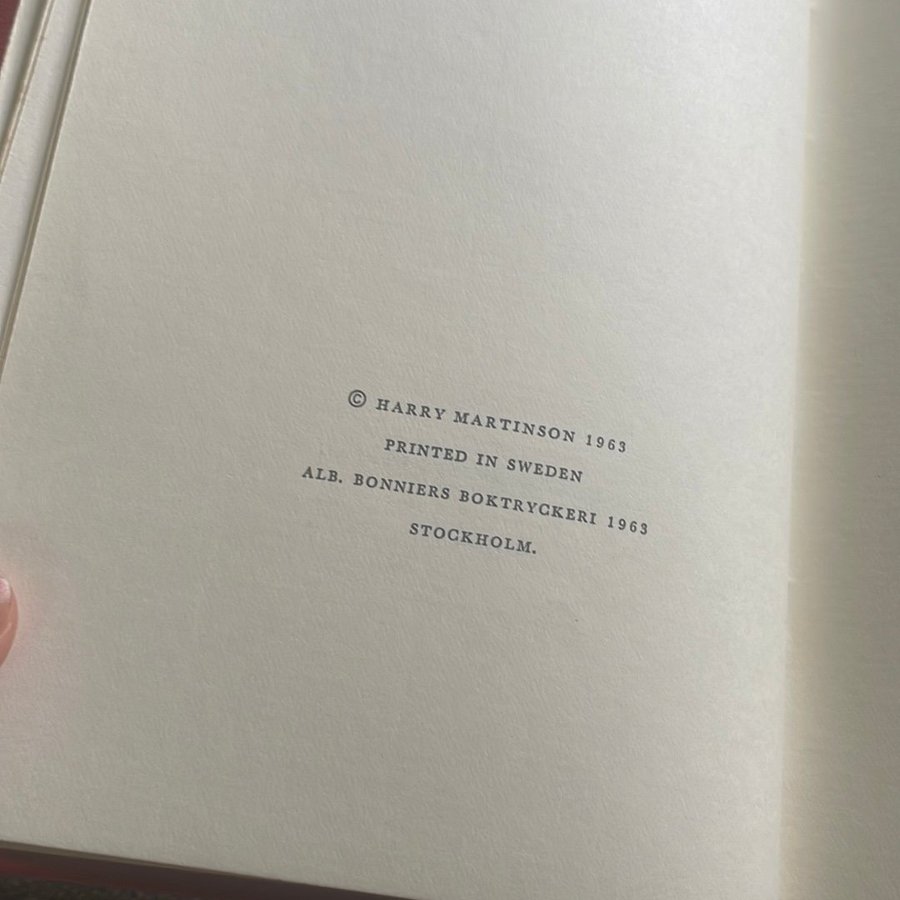 © HARRY MARTINSON 1963
PRINTED IN SWEDEN
ALB. BONNIERS BOKTRYCKERI 1963
STOCKHOLM.